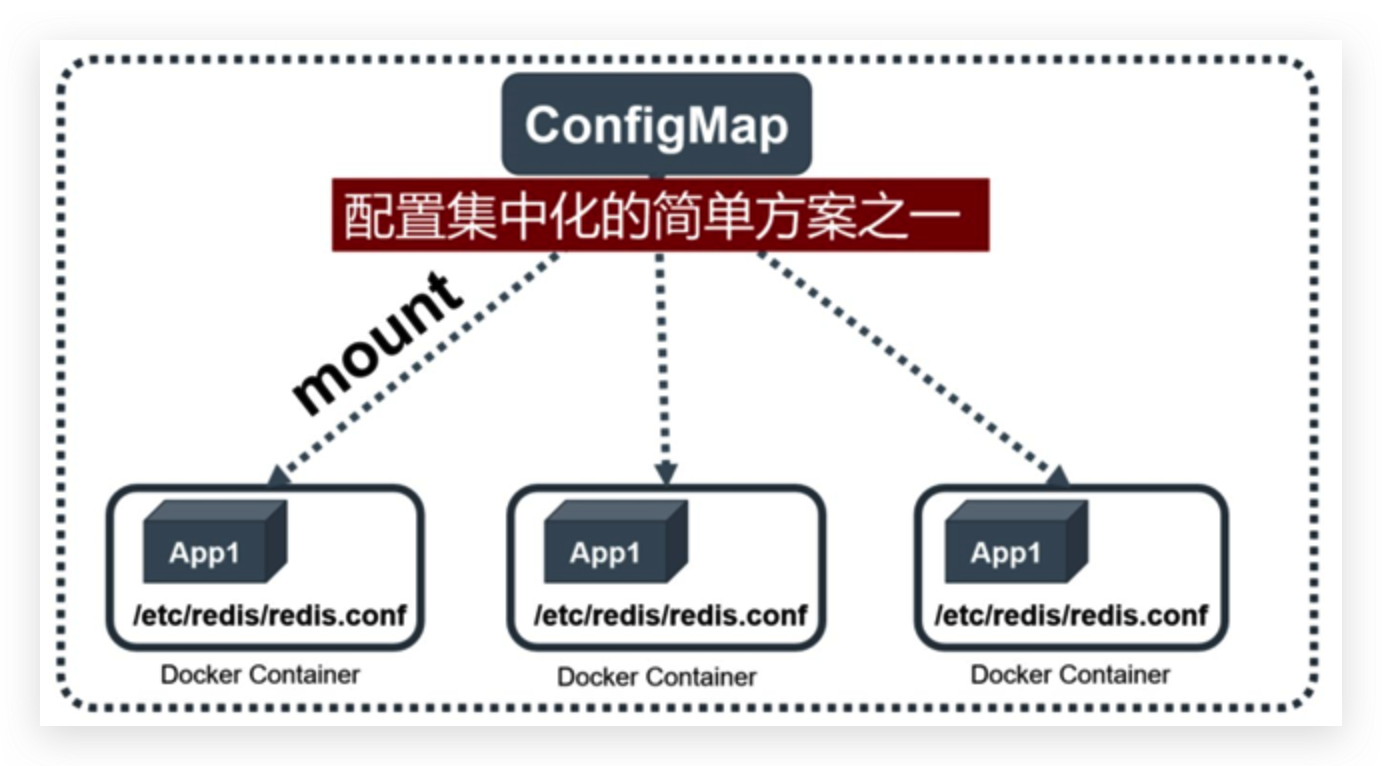 ConfigMap
配置集中化的简单方案之一
mount
App1
/etc/redis/redis.conf
Docker Container
App1
/etc/redis/redis.conf
Docker Container
App1
/etc/redis/redis.conf
Docker Container